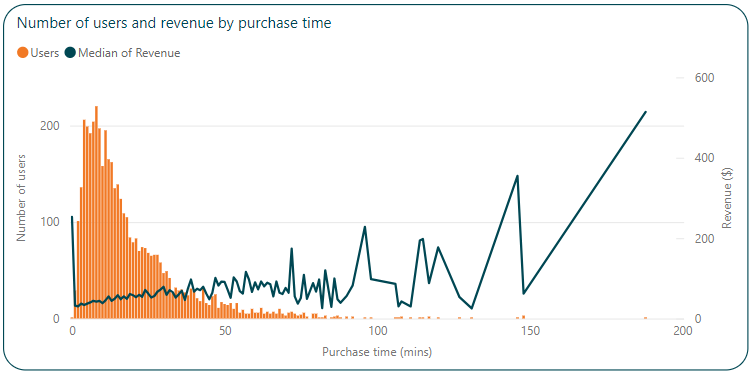 Number of users and revenue by purchase time
Users Median of Revenue
600
400
200
0
Revenue ($)
200
100
0
Number of users
0 50 100 150 200
Purchase time (mins)